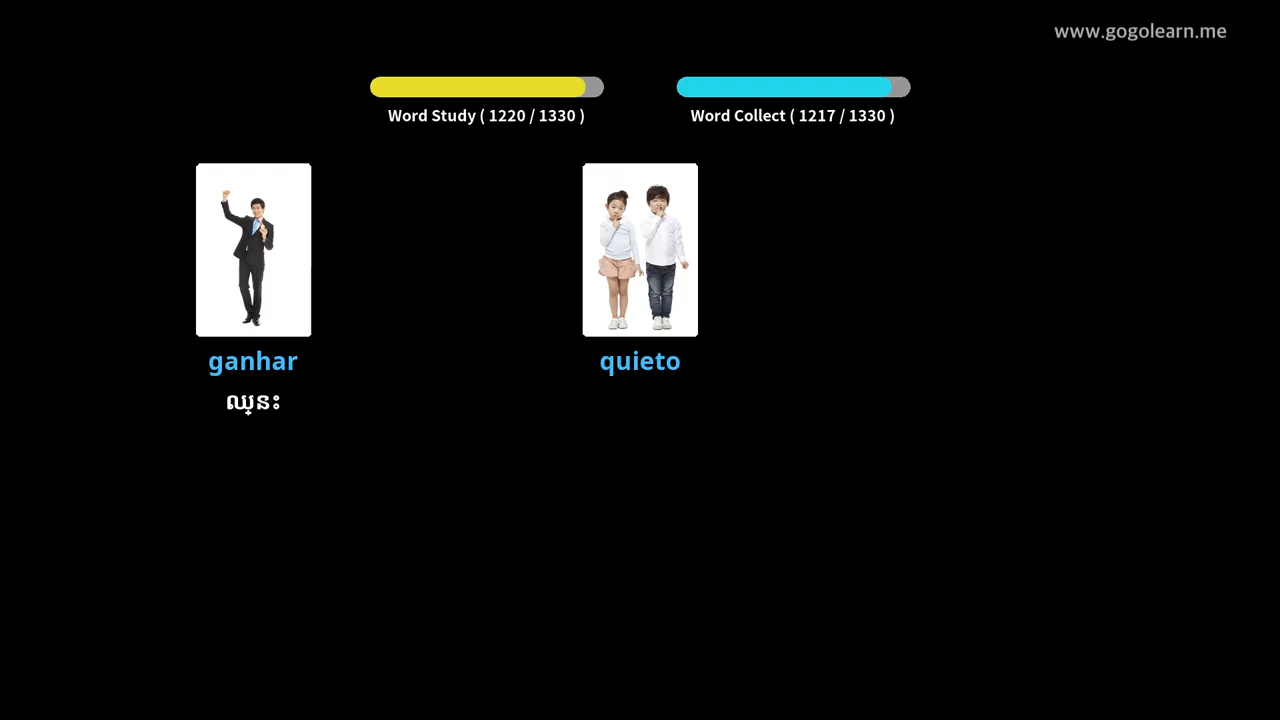 www.gogolearn.me
Word Study ( 1220 / 1330 )
Word Collect ( 1217 / 1330 )
ganhar
quieto
ឈ្នះ